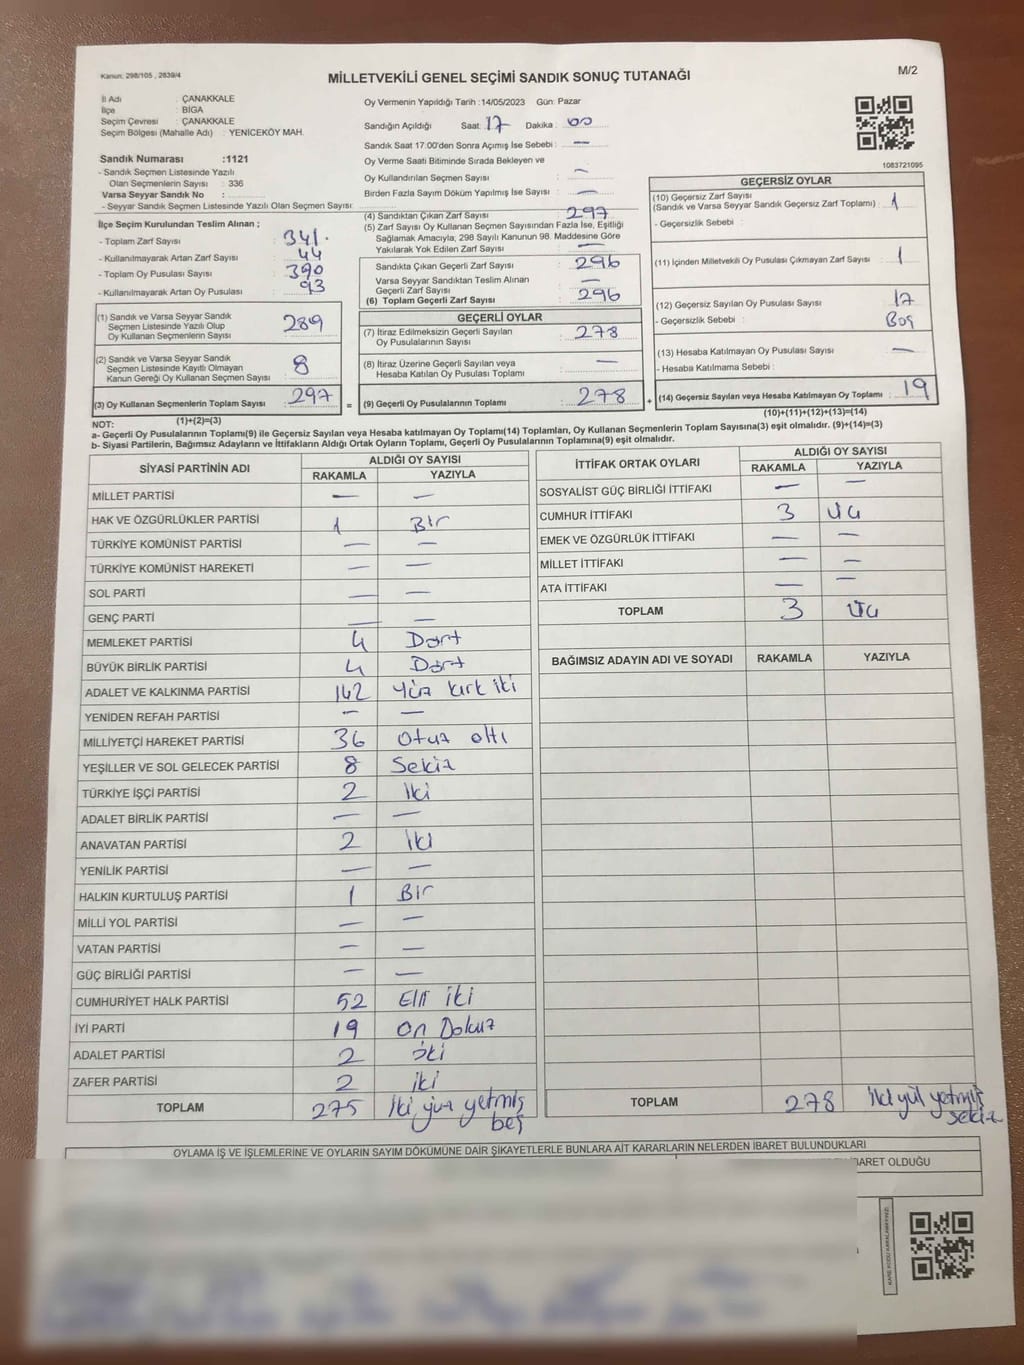 Kanun: 298/105 , 2839/4
MİLLETVEKİLİ GENEL SEÇİMİ SANDIK SONUÇ TUTANAĞI
M/2
İl Adı : ÇANAKKALE
İlçe : BİGA
Seçim Çevresi : ÇANAKKALE
Seçim Bölgesi (Mahalle Adı) : YENİCEKÖY MAH.
Sandık Numarası :1121
- Sandık Seçmen Listesinde Yazılı
Olan Seçmenlerin Sayısı : 336
Varsa Seyyar Sandık No :
- Seyyar Sandık Seçmen Listesinde Yazılı Olan Seçmen Sayısı:
Oy Vermenin Yapıldığı Tarih :14/05/2023 Gün: Pazar
Sandığın Açıldığı Saat: 17 Dakika : 00
Sandık Saat 17:00'den Sonra Açımış İse Sebebi : —
Oy Verme Saati Bitiminde Sırada Bekleyen ve
Oy Kullandırılan Seçmen Sayısı : —
Birden Fazla Sayım Döküm Yapılmış İse Sayısı : —
1083721095
İlçe Seçim Kurulundan Teslim Alınan ;
- Toplam Zarf Sayısı : 341.
- Kullanılmayarak Artan Zarf Sayısı : 44
- Toplam Oy Pusulası Sayısı : 390
- Kullanılmayarak Artan Oy Pusulası : 93
(4) Sandıktan Çıkan Zarf Sayısı : 297
(5) Zarf Sayısı Oy Kullanan Seçmen Sayısından Fazla İse, Eşitliği
Sağlamak Amacıyla; 298 Sayılı Kanunun 98. Maddesine Göre
Yakılarak Yok Edilen Zarf Sayısı : —
Sandıkta Çıkan Geçerli Zarf Sayısı : 296
Varsa Seyyar Sandıktan Teslim Alınan
Geçerli Zarf Sayısı : —
(6) Toplam Geçerli Zarf Sayısı : 296
GEÇERSİZ OYLAR
(10) Geçersiz Zarf Sayısı
(Sandık ve Varsa Seyyar Sandık Geçersiz Zarf Toplamı) : 1
- Geçersizlik Sebebi :
(11) İçinden Milletvekili Oy Pusulası Çıkmayan Zarf Sayısı : 1
(12) Geçersiz Sayılan Oy Pusulası Sayısı : 17
- Geçersizlik Sebebi : Boş
(13) Hesaba Katılmayan Oy Pusulası Sayısı : —
- Hesaba Katılmama Sebebi :
(14) Geçersiz Sayılan veya Hesaba Katılmayan Oy Toplamı : 19
(1) Sandık ve Varsa Seyyar Sandık
Seçmen Listesinde Yazılı Olup
Oy Kullanan Seçmenlerin Sayısı : 289
(2) Sandık ve Varsa Seyyar Sandık
Seçmen Listesinde Kayıtlı Olmayan
Kanun Gereği Oy Kullanan Seçmen Sayısı : 8
(3) Oy Kullanan Seçmenlerin Toplam Sayısı : 297
(1)+(2)=(3)
GEÇERLİ OYLAR
(7) İtiraz Edilmeksizin Geçerli Sayılan
Oy Pusulalarının Sayısı : 278
(8) İtiraz Üzerine Geçerli Sayılan veya
Hesaba Katılan Oy Pusulası Toplamı : —
= (9) Geçerli Oy Pusulalarının Toplamı : 278 +
(10)+(11)+(12)+(13)=(14)
NOT:
a- Geçerli Oy Pusulalarının Toplamı(9) ile Geçersiz Sayılan veya Hesaba katılmayan Oy Toplamı(14) Toplamları, Oy Kullanan Seçmenlerin Toplam Sayısına(3) eşit olmalıdır. (9)+(14)=(3)
b- Siyasi Partilerin, Bağımsız Adayların ve İttifakların Aldığı Ortak Oyların Toplamı, Geçerli Oy Pusulalarının Toplamına(9) eşit olmalıdır.
SİYASİ PARTİNİN ADI ALDIĞI OY SAYISI
RAKAMLA YAZIYLA
MİLLET PARTİSİ — —
HAK VE ÖZGÜRLÜKLER PARTİSİ 1 Bir
TÜRKİYE KOMÜNİST PARTİSİ — —
TÜRKİYE KOMÜNİST HAREKETİ — —
SOL PARTİ — —
GENÇ PARTİ — —
MEMLEKET PARTİSİ 4 Dört
BÜYÜK BİRLİK PARTİSİ 4 Dört
ADALET VE KALKINMA PARTİSİ 142 Yüz kırk iki
YENİDEN REFAH PARTİSİ — —
MİLLİYETÇİ HAREKET PARTİSİ 36 Otuz altı
YEŞİLLER VE SOL GELECEK PARTİSİ 8 Sekiz
TÜRKİYE İŞÇİ PARTİSİ 2 İki
ADALET BİRLİK PARTİSİ — —
ANAVATAN PARTİSİ 2 İki
YENİLİK PARTİSİ — —
HALKIN KURTULUŞ PARTİSİ 1 Bir
MİLLİ YOL PARTİSİ — —
VATAN PARTİSİ — —
GÜÇ BİRLİĞİ PARTİSİ — —
CUMHURİYET HALK PARTİSİ 52 Elli iki
İYİ PARTİ 19 On Dokuz
ADALET PARTİSİ 2 iki
ZAFER PARTİSİ 2 iki
TOPLAM 275 İki yüz yetmiş
beş
İTTİFAK ORTAK OYLARI ALDIĞI OY SAYISI
RAKAMLA YAZIYLA
SOSYALİST GÜÇ BİRLİĞİ İTTİFAKI — —
CUMHUR İTTİFAKI 3 Üç
EMEK VE ÖZGÜRLÜK İTTİFAKI — —
MİLLET İTTİFAKI — —
ATA İTTİFAKI — —
TOPLAM 3 Üç
BAĞIMSIZ ADAYIN ADI VE SOYADI RAKAMLA YAZIYLA
TOPLAM 278 İki yüz yetmiş
sekiz
OYLAMA İŞ VE İŞLEMLERİNE VE OYLARIN SAYIM DÖKÜMÜNE DAİR ŞİKAYETLERLE BUNLARA AİT KARARLARIN NELERDEN İBARET BULUNDUKLARI
BARET OLDUĞU